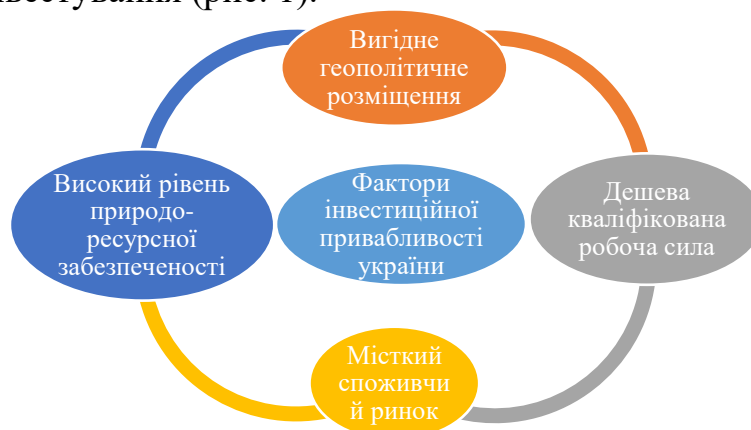 вестування (рис. 1).
Вигідне
геополітичне
розміщення
Високий рівень
природо-
ресурсної
забезпеченості
Фактори
інвестиційної
привабливості
україни
Дешева
кваліфікована
робоча сила
Місткий
споживчи
й ринок